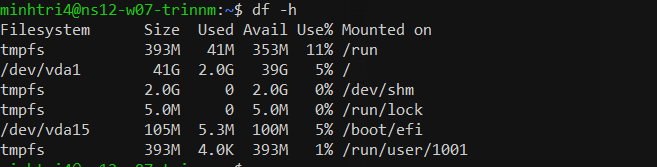 minhtri4@ns12-w07-trinnm:~$ df -h
Filesystem      Size  Used Avail Use% Mounted on
tmpfs           393M   41M  353M  11% /run
/dev/vda1        41G  2.0G   39G   5% /
tmpfs           2.0G     0  2.0G   0% /dev/shm
tmpfs           5.0M     0  5.0M   0% /run/lock
/dev/vda15      105M  5.3M  100M   5% /boot/efi
tmpfs           393M  4.0K  393M   1% /run/user/1001